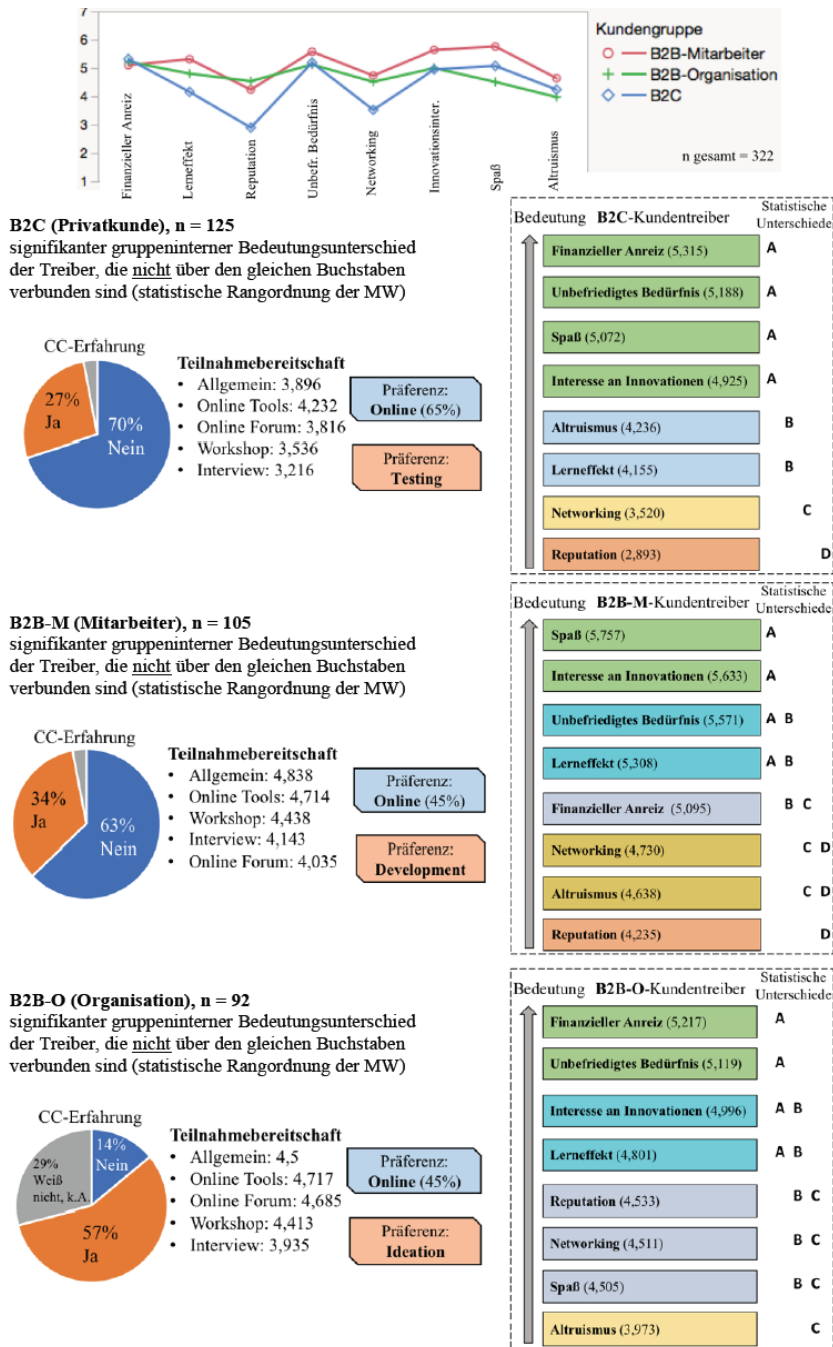 7
6
5
4
3
2
1
Finanzieller Anreiz
Lerneffekt
Reputation
Unbefr. Bedürfnis
Networking
Innovationsinter.
Spaß
Altruismus
Kundengruppe
B2B-Mitarbeiter
B2B-Organisation
B2C
n gesamt = 322
B2C (Privatkunde), n = 125
signifikanter gruppeninterner Bedeutungsunterschied
der Treiber, die nicht über den gleichen Buchstaben
verbunden sind (statistische Rangordnung der MW)
CC-Erfahrung
27%
Ja
70%
Nein
Teilnahmebereitschaft
• Allgemein: 3,896
• Online Tools: 4,232
• Online Forum: 3,816
• Workshop: 3,536
• Interview: 3,216
Präferenz:
Online (65%)
Präferenz:
Testing
Bedeutung B2C-Kundentreiber
Statistische
Unterschiede
Finanzieller Anreiz (5,315) A
Unbefriedigtes Bedürfnis (5,188) A
Spaß (5,072) A
Interesse an Innovationen (4,925) A
Altruismus (4,236) B
Lerneffekt (4,155) B
Networking (3,520) C
Reputation (2,893) D
B2B-M (Mitarbeiter), n = 105
signifikanter gruppeninterner Bedeutungsunterschied
der Treiber, die nicht über den gleichen Buchstaben
verbunden sind (statistische Rangordnung der MW)
CC-Erfahrung
34%
Ja
63%
Nein
Teilnahmebereitschaft
• Allgemein: 4,838
• Online Tools: 4,714
• Workshop: 4,438
• Interview: 4,143
• Online Forum: 4,035
Präferenz:
Online (45%)
Präferenz:
Development
Bedeutung B2B-M-Kundentreiber
Statistische
Unterschiede
Spaß (5,757) A
Interesse an Innovationen (5,633) A
Unbefriedigtes Bedürfnis (5,571) A B
Lerneffekt (5,308) A B
Finanzieller Anreiz (5,095) B C
Networking (4,730) C D
Altruismus (4,638) C D
Reputation (4,235) D
B2B-O (Organisation), n = 92
signifikanter gruppeninterner Bedeutungsunterschied
der Treiber, die nicht über den gleichen Buchstaben
verbunden sind (statistische Rangordnung der MW)
CC-Erfahrung
29%
Weiß
nicht, k.A.
14%
Nein
57%
Ja
Teilnahmebereitschaft
• Allgemein: 4,5
• Online Tools: 4,717
• Online Forum: 4,685
• Workshop: 4,413
• Interview: 3,935
Präferenz:
Online (45%)
Präferenz:
Ideation
Bedeutung B2B-O-Kundentreiber
Statistische
Unterschiede
Finanzieller Anreiz (5,217) A
Unbefriedigtes Bedürfnis (5,119) A
Interesse an Innovationen (4,996) A B
Lerneffekt (4,801) A B
Reputation (4,533) B C
Networking (4,511) B C
Spaß (4,505) B C
Altruismus (3,973) C